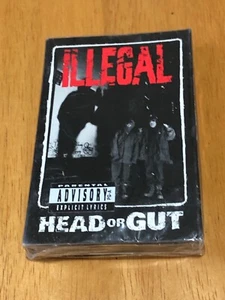 ILLEGAL
PARENTAL
ADVISORY
EXPLICIT LYRICS
HEAD OR GUT